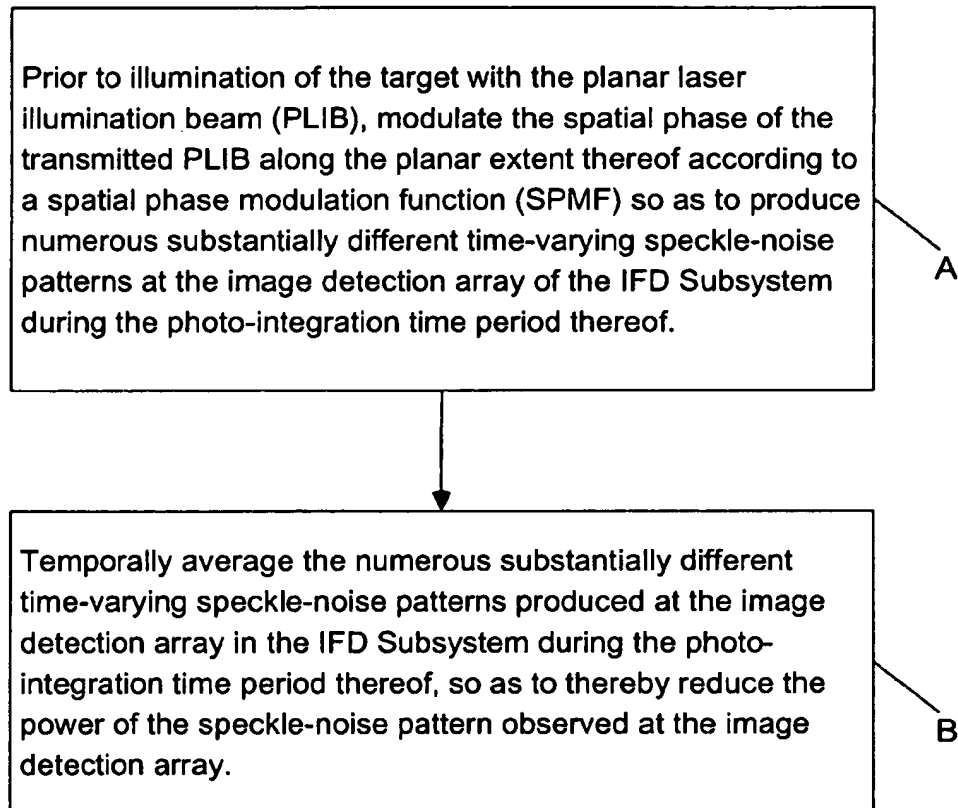 Prior to illumination of the target with the planar laser
illumination beam (PLIB), modulate the spatial phase of the
transmitted PLIB along the planar extent thereof according to
a spatial phase modulation function (SPMF) so as to produce
numerous substantially different time-varying speckle-noise
patterns at the image detection array of the IFD Subsystem
during the photo-integration time period thereof.
A
Temporally average the numerous substantially different
time-varying speckle-noise patterns produced at the image
detection array in the IFD Subsystem during the photo-
integration time period thereof, so as to thereby reduce the
power of the speckle-noise pattern observed at the image
detection array.
B